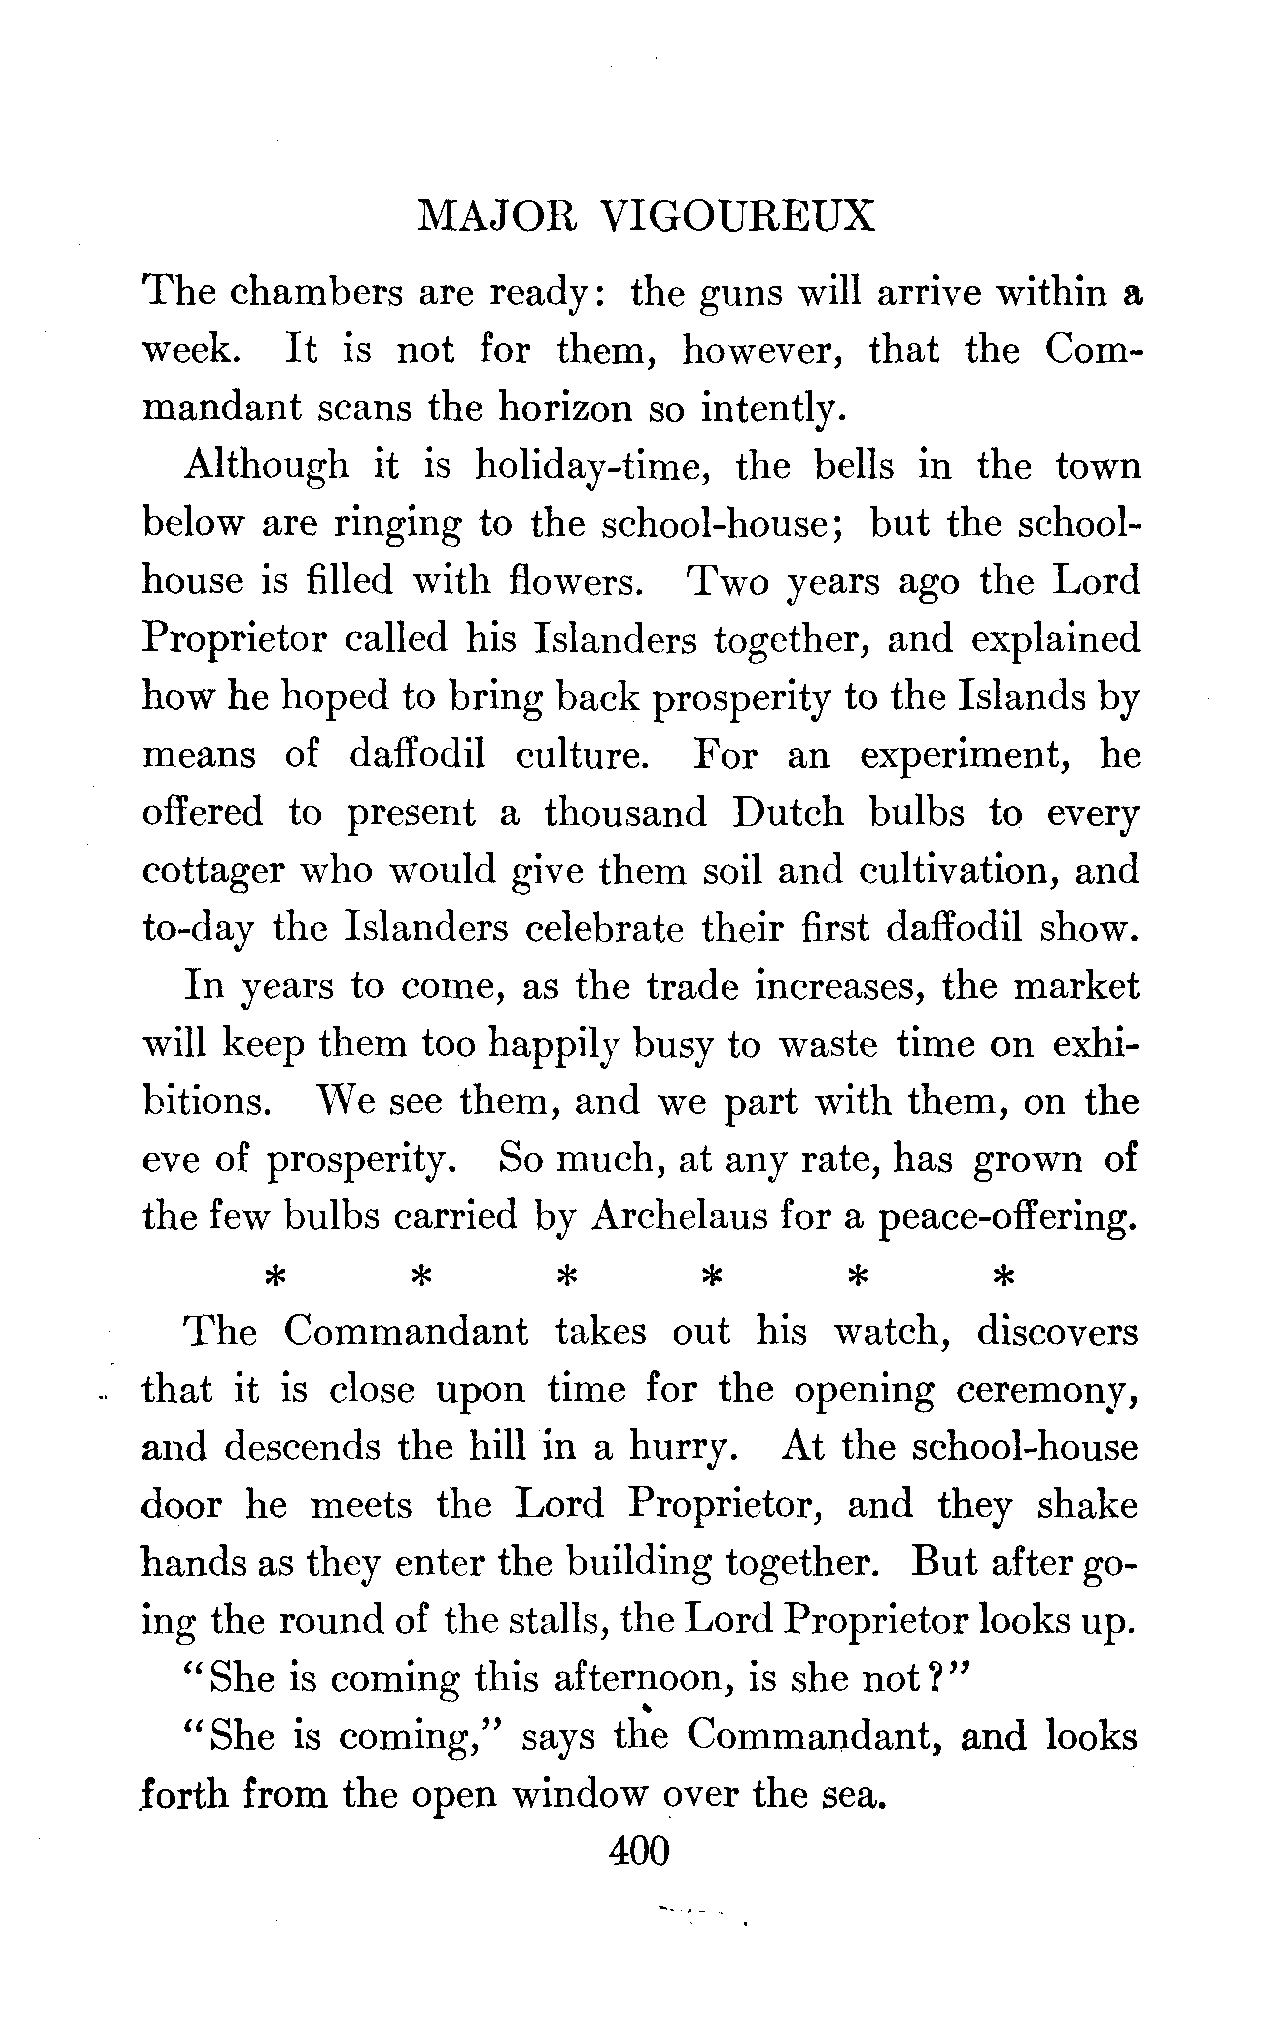 MAJOR VIGOUREUX
The chambers are ready: the guns will arrive within a
week. It is not for them, however, that the Com-
mandant scans the horizon so intently.
Although it is holiday-time, the bells in the town
below are ringing to the school-house; but the school-
house is filled with flowers. Two years ago the Lord
Proprietor called his Islanders together, and explained
how he hoped to bring back prosperity to the Islands by
means of daffodil culture. For an experiment, he
offered to present a thousand Dutch bulbs to every
cottager who would give them soil and cultivation, and
to-day the Islanders celebrate their first daffodil show.
In years to come, as the trade increases, the market
will keep them too happily busy to waste time on exhi-
bitions. We see them, and we part with them, on the
eve of prosperity. So much, at any rate, has grown of
the few bulbs carried by Archelaus for a peace-offering.
* * * * * *
The Commandant takes out his watch, discovers
that it is close upon time for the opening ceremony,
and descends the hill in a hurry. At the school-house
door he meets the Lord Proprietor, and they shake
hands as they enter the building together. But after go-
ing the round of the stalls, the Lord Proprietor looks up.
"She is coming this afternoon, is she not?"
"She is coming," says the Commandant, and looks
forth from the open window over the sea.
400